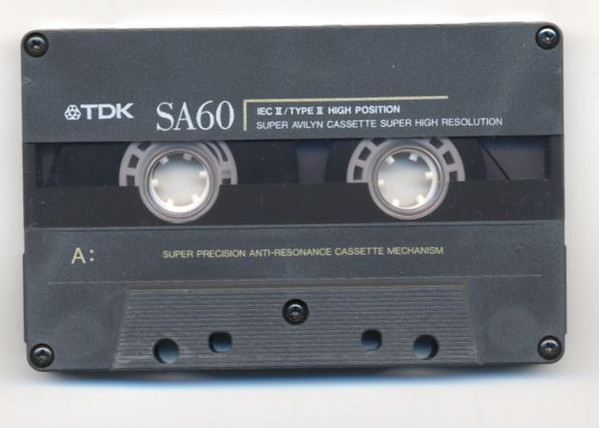 TDK SA60 IEC II/TYPE II HIGH POSITION
SUPER AVILYN CASSETTE SUPER HIGH RESOLUTION
A: SUPER PRECISION ANTI-RESONANCE CASSETTE MECHANISM